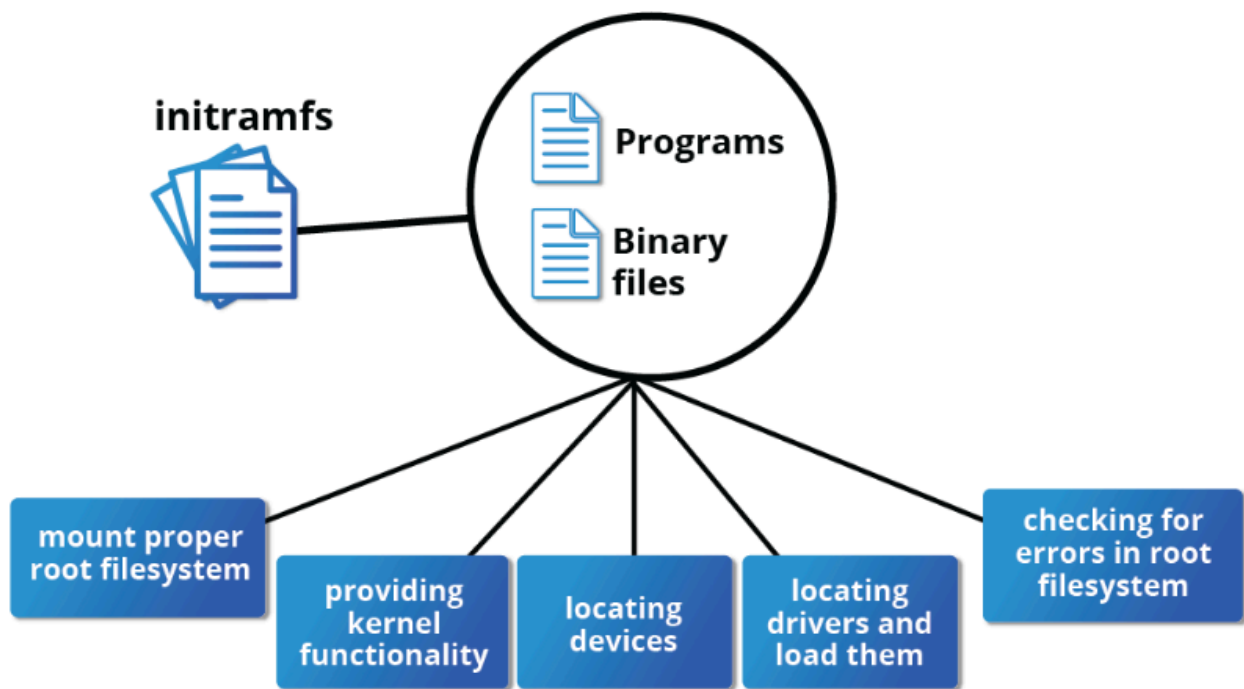 initramfs
Programs
Binary
files
mount proper
root filesystem
providing
kernel
functionality
locating
devices
locating
drivers and
load them
checking for
errors in root
filesystem